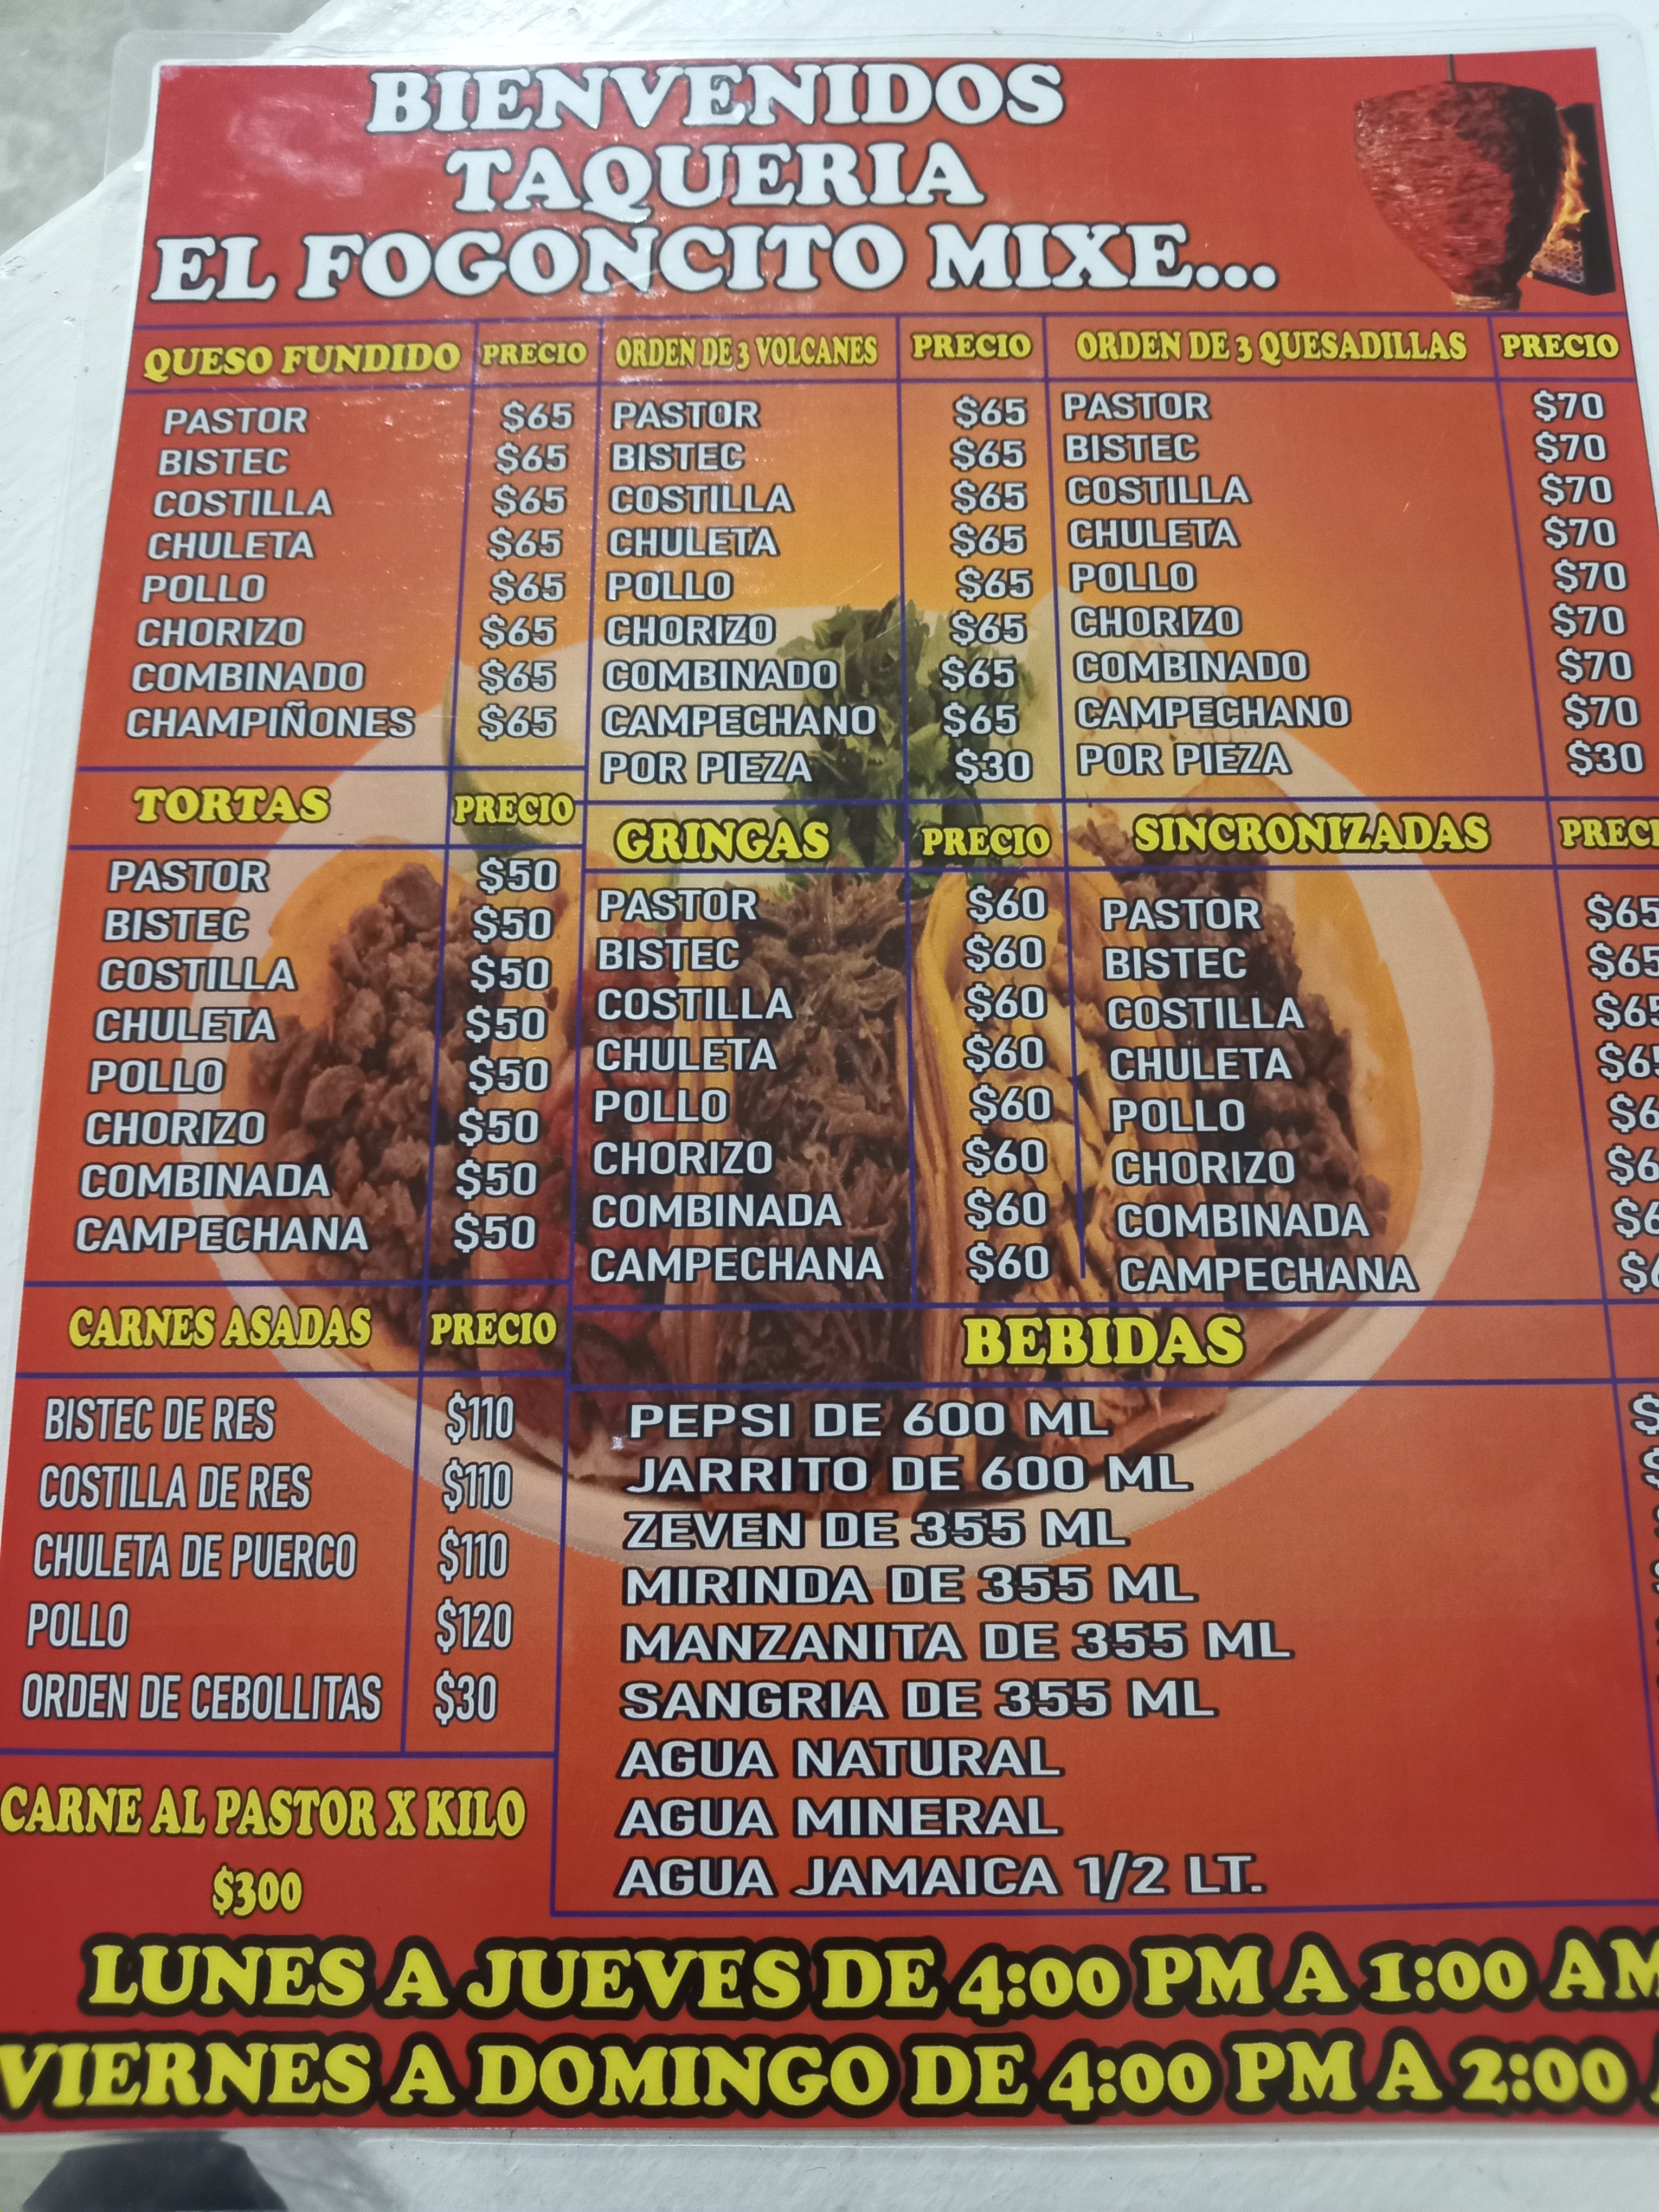 BIENVENIDOS
TAQUERIA
EL FOGONCITO MIXE...
QUESO FUNDIDO PRECIO
PASTOR $65
BISTEC $65
COSTILLA $65
CHULETA $65
POLLO $65
CHORIZO $65
COMBINADO $65
CHAMPIÑONES $65
ORDEN DE 3 VOLCANES PRECIO
PASTOR $65
BISTEC $65
COSTILLA $65
CHULETA $65
POLLO $65
CHORIZO $65
COMBINADO $65
CAMPECHANO $65
POR PIEZA $30
ORDEN DE 3 QUESADILLAS PRECIO
PASTOR $70
BISTEC $70
COSTILLA $70
CHULETA $70
POLLO $70
CHORIZO $70
COMBINADO $70
CAMPECHANO $70
POR PIEZA $30
TORTAS PRECIO
PASTOR $50
BISTEC $50
COSTILLA $50
CHULETA $50
POLLO $50
CHORIZO $50
COMBINADA $50
CAMPECHANA $50
GRINGAS PRECIO
PASTOR $60
BISTEC $60
COSTILLA $60
CHULETA $60
POLLO $60
CHORIZO $60
COMBINADA $60
CAMPECHANA $60
SINCRONIZADAS PRECI
PASTOR $65
BISTEC $65
COSTILLA $65
CHULETA $65
POLLO
CHORIZO
COMBINADA
CAMPECHANA
CARNES ASADAS PRECIO
BISTEC DE RES $110
COSTILLA DE RES $110
CHULETA DE PUERCO $110
POLLO $120
ORDEN DE CEBOLLITAS $30
CARNE AL PASTOR X KILO
$300
BEBIDAS
PEPSI DE 600 ML
JARRITO DE 600 ML
ZEVEN DE 355 ML
MIRINDA DE 355 ML
MANZANITA DE 355 ML
SANGRIA DE 355 ML
AGUA NATURAL
AGUA MINERAL
AGUA JAMAICA 1/2 LT.
LUNES A JUEVES DE 4:00 PM A 1:00 AM
VIERNES A DOMINGO DE 4:00 PM A 2:00